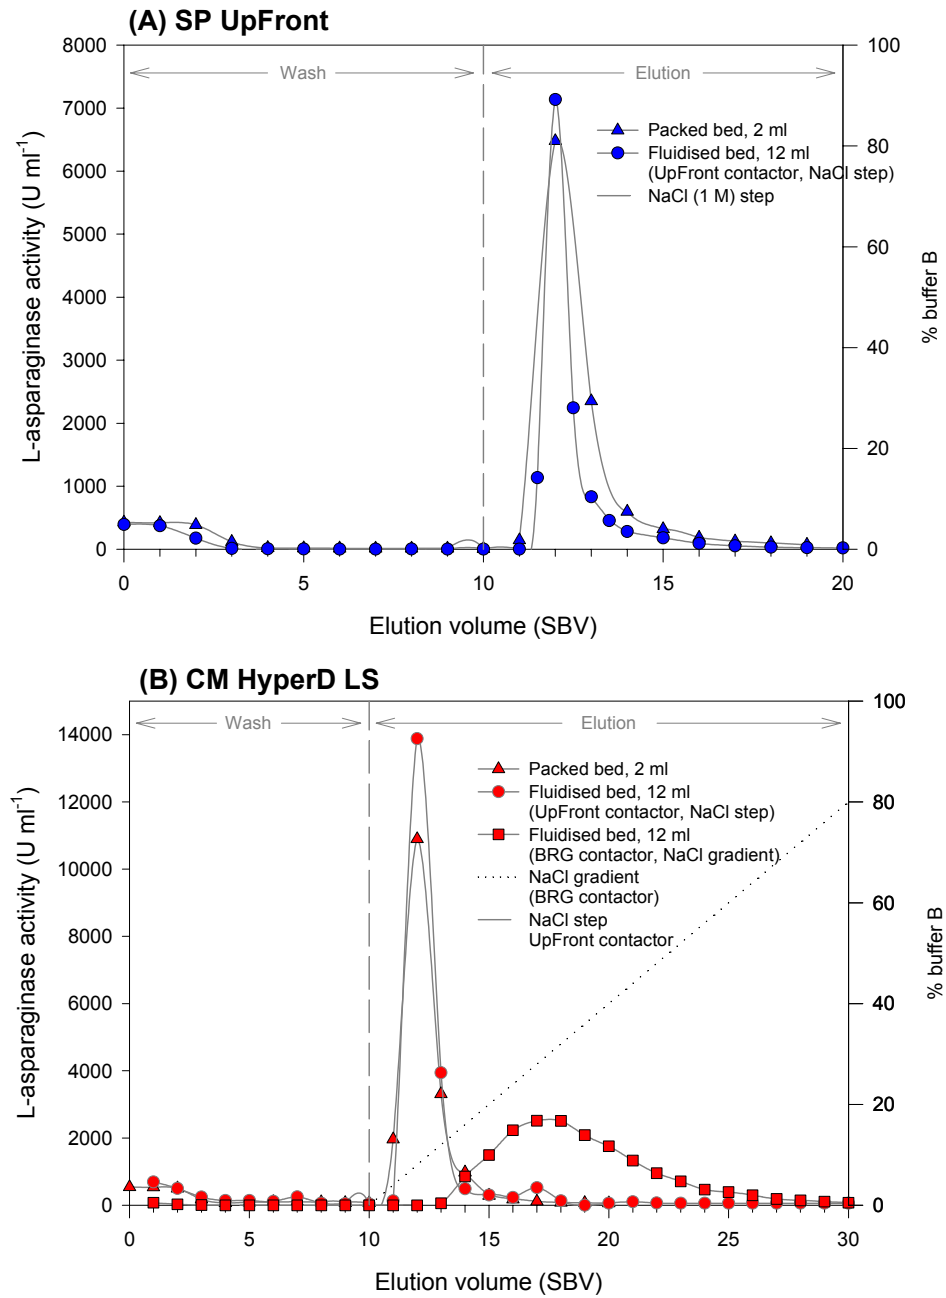 (A) SP UpFront
8000
7000
6000
5000
4000
3000
2000
1000
0
L-asparaginase activity (U ml⁻¹)
Wash
Elution
Packed bed, 2 ml
Fluidised bed, 12 ml
(UpFront contactor, NaCl step)
NaCl (1 M) step
100
80
60
40
20
0
% buffer B
0 5 10 15 20
Elution volume (SBV)
(B) CM HyperD LS
14000
12000
10000
8000
6000
4000
2000
0
L-asparaginase activity (U ml⁻¹)
Wash
Elution
Packed bed, 2 ml
Fluidised bed, 12 ml
(UpFront contactor, NaCl step)
Fluidised bed, 12 ml
(BRG contactor, NaCl gradient)
NaCl gradient
(BRG contactor)
NaCl step
UpFront contactor
100
80
60
40
20
0
% buffer B
0 5 10 15 20 25 30
Elution volume (SBV)